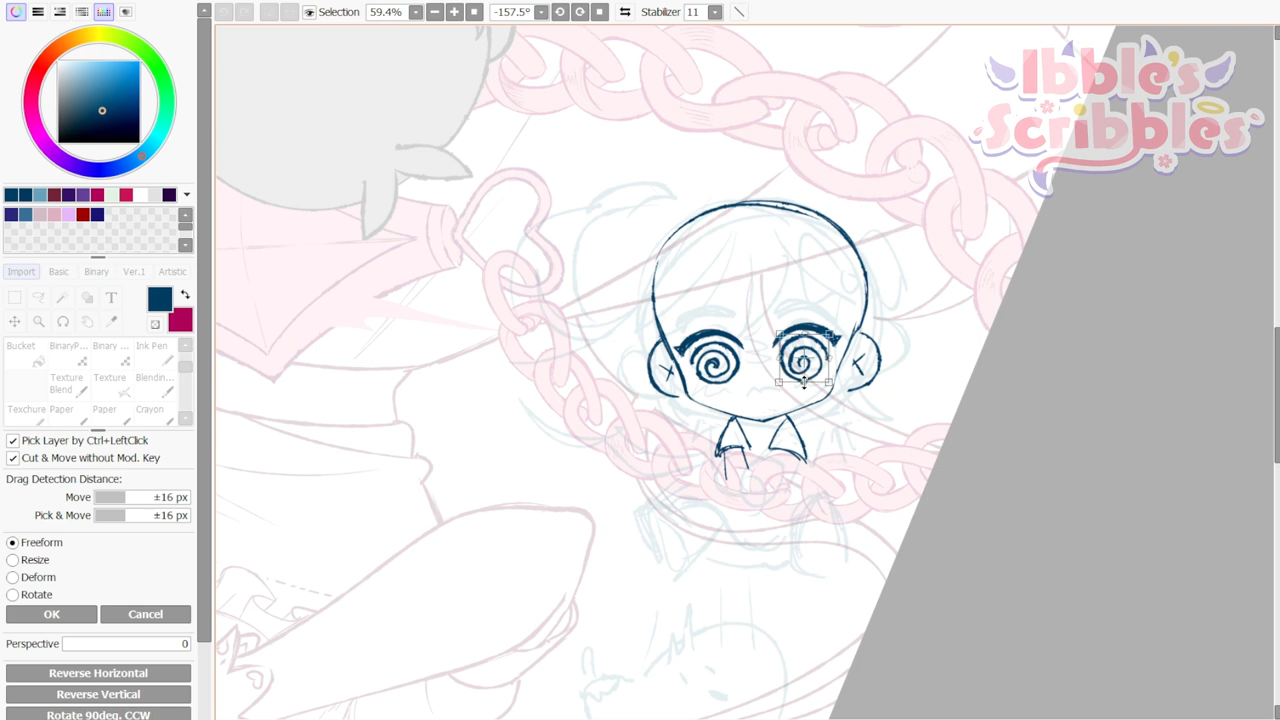 Selection 59.4% -157.5° Stabilizer 11
Ibble's
Scribbles
Import Basic Binary Ver.1 Artistic
T
Bucket BinaryP... Binary ... Ink Pen
Texture Texture Blendin...
Blend
Texchure Paper Paper Crayon
Pick Layer by Ctrl+LeftClick
Cut & Move without Mod. Key
Drag Detection Distance:
Move ±16 px
Pick & Move ±16 px
Freeform
Resize
Deform
Rotate
OK Cancel
Perspective 0
Reverse Horizontal
Reverse Vertical
Rotate 90deg. CCW